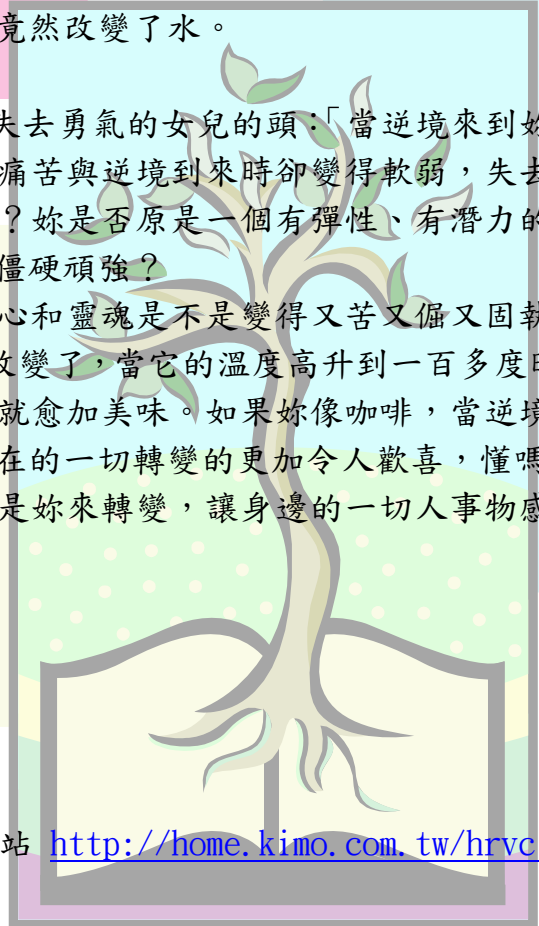 竟然改變了水。
失去勇氣的女兒的頭：「當逆境來到妳
痛苦與逆境到來時卻變得軟弱，失去
？妳是否原是一個有彈性、有潛力的
僵硬頑強？
心和靈魂是不是變得又苦又倔又固執
改變了，當它的溫度高升到一百多度時
就愈加美味。如果妳像咖啡，當逆境
在的一切轉變的更加令人歡喜，懂嗎
是妳來轉變，讓身邊的一切人事物感
站 http://home.kimo.com.tw/hrvc